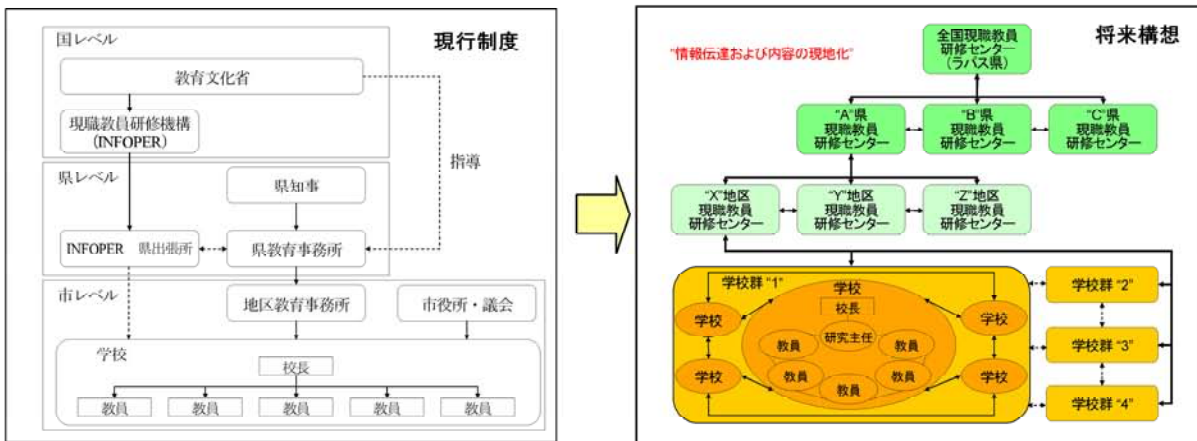 現行制度
国レベル
教育文化省
現職教員研修機構
(INFOPER)
指導
県レベル
県知事
INFOPER 県出張所
県教育事務所
市レベル
地区教育事務所
市役所・議会
学校
校長
教員
教員
教員
教員
教員
将来構想
"情報伝達および内容の現地化"
全国現職教員
研修センター
(ラパス県)
"A"県
現職教員
研修センター
"B"県
現職教員
研修センター
"C"県
現職教員
研修センター
"X"地区
現職教員
研修センター
"Y"地区
現職教員
研修センター
"Z"地区
現職教員
研修センター
学校群 "1"
学校
校長
研究主任
教員
教員
教員
教員
教員
学校
学校
学校
学校
学校群 "2"
学校群 "3"
学校群 "4"